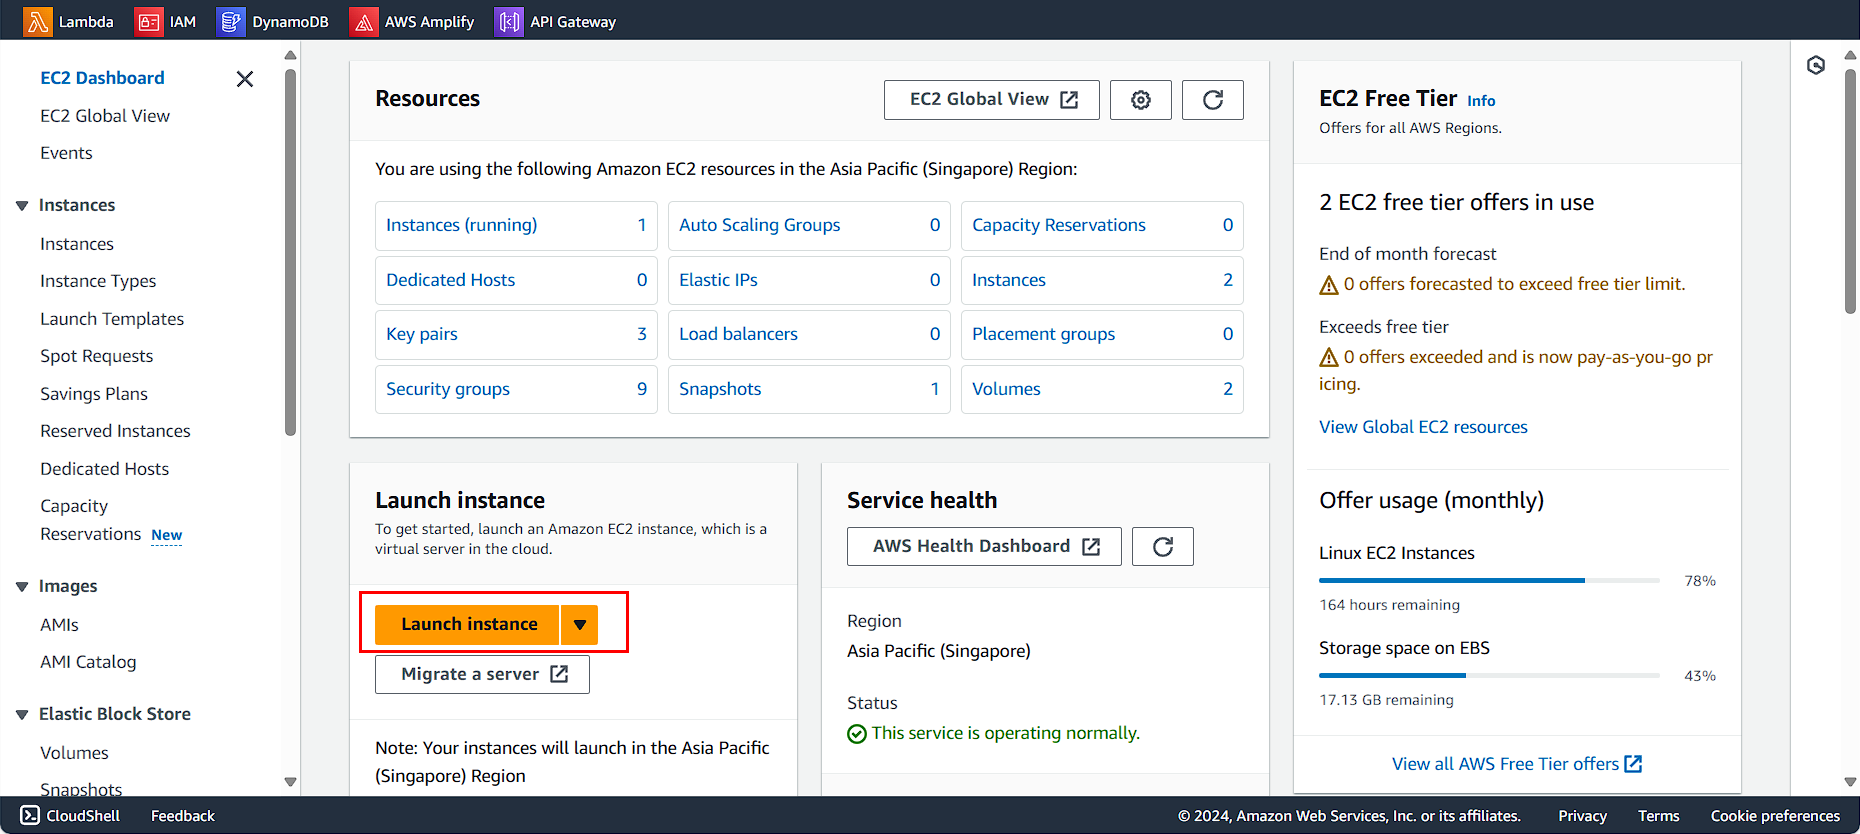 Lambda
IAM
DynamoDB
AWS Amplify
API Gateway
EC2 Dashboard
EC2 Global View
Events
Instances
Instances
Instance Types
Launch Templates
Spot Requests
Savings Plans
Reserved Instances
Dedicated Hosts
Capacity
Reservations New
Images
AMIs
AMI Catalog
Elastic Block Store
Volumes
Snapshots
Resources
EC2 Global View
You are using the following Amazon EC2 resources in the Asia Pacific (Singapore) Region:
Instances (running) 1
Auto Scaling Groups 0
Capacity Reservations 0
Dedicated Hosts 0
Elastic IPs 0
Instances 2
Key pairs 3
Load balancers 0
Placement groups 0
Security groups 9
Snapshots 1
Volumes 2
Launch instance
To get started, launch an Amazon EC2 instance, which is a
virtual server in the cloud.
Launch instance
Migrate a server
Note: Your instances will launch in the Asia Pacific
(Singapore) Region
Service health
AWS Health Dashboard
Region
Asia Pacific (Singapore)
Status
This service is operating normally.
EC2 Free Tier Info
Offers for all AWS Regions.
2 EC2 free tier offers in use
End of month forecast
0 offers forecasted to exceed free tier limit.
Exceeds free tier
0 offers exceeded and is now pay-as-you-go pr
icing.
View Global EC2 resources
Offer usage (monthly)
Linux EC2 Instances
78%
164 hours remaining
Storage space on EBS
43%
17.13 GB remaining
View all AWS Free Tier offers
CloudShell
Feedback
© 2024, Amazon Web Services, Inc. or its affiliates.
Privacy
Terms
Cookie preferences